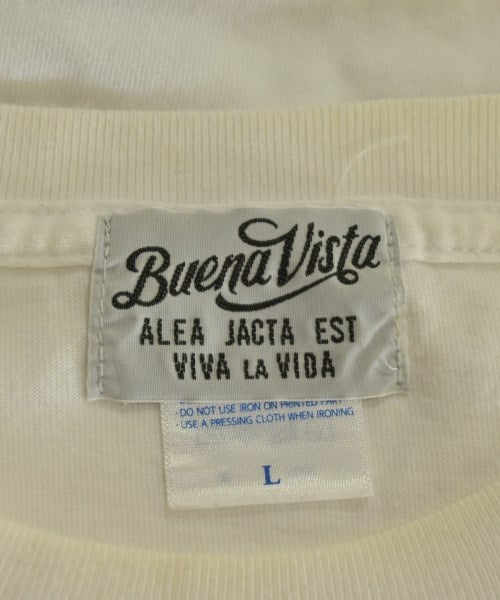 Buena Vista
ALEA JACTA EST
VIVA LA VIDA
· DO NOT USE IRON ON PRINTED PART
· USE A PRESSING CLOTH WHEN IRONING
L